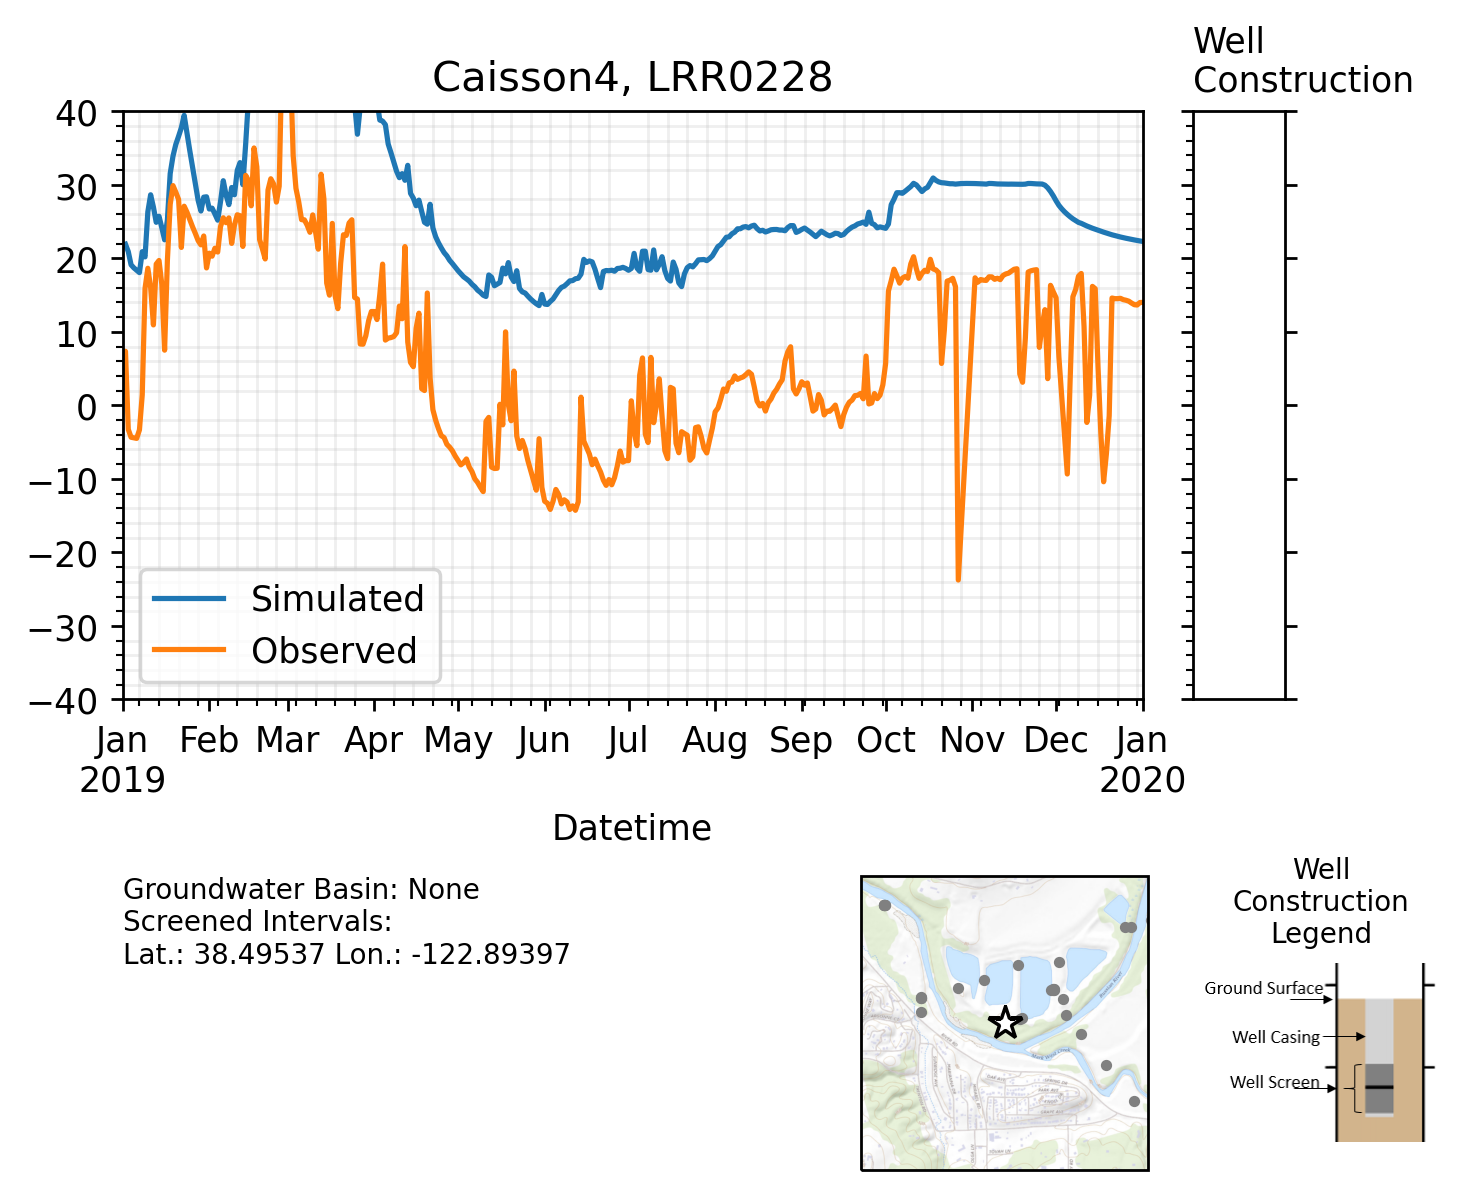 Well
Construction
Caisson4, LRR0228
40
30
20
10
0
−10
−20
−30
−40
Simulated
Observed
Jan Feb Mar Apr May Jun Jul Aug Sep Oct Nov Dec Jan
2019 2020
Datetime
Groundwater Basin: None
Screened Intervals:
Lat.: 38.49537 Lon.: -122.89397
Well
Construction
Legend
Ground Surface
Well Casing
Well Screen